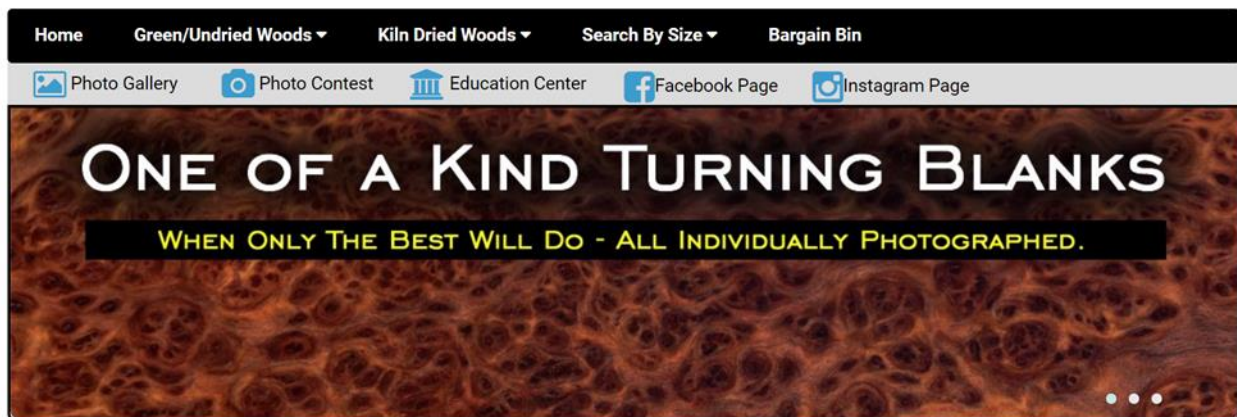 Home Green/Undried Woods Kiln Dried Woods Search By Size Bargain Bin
Photo Gallery Photo Contest Education Center Facebook Page Instagram Page
ONE OF A KIND TURNING BLANKS
WHEN ONLY THE BEST WILL DO - ALL INDIVIDUALLY PHOTOGRAPHED.